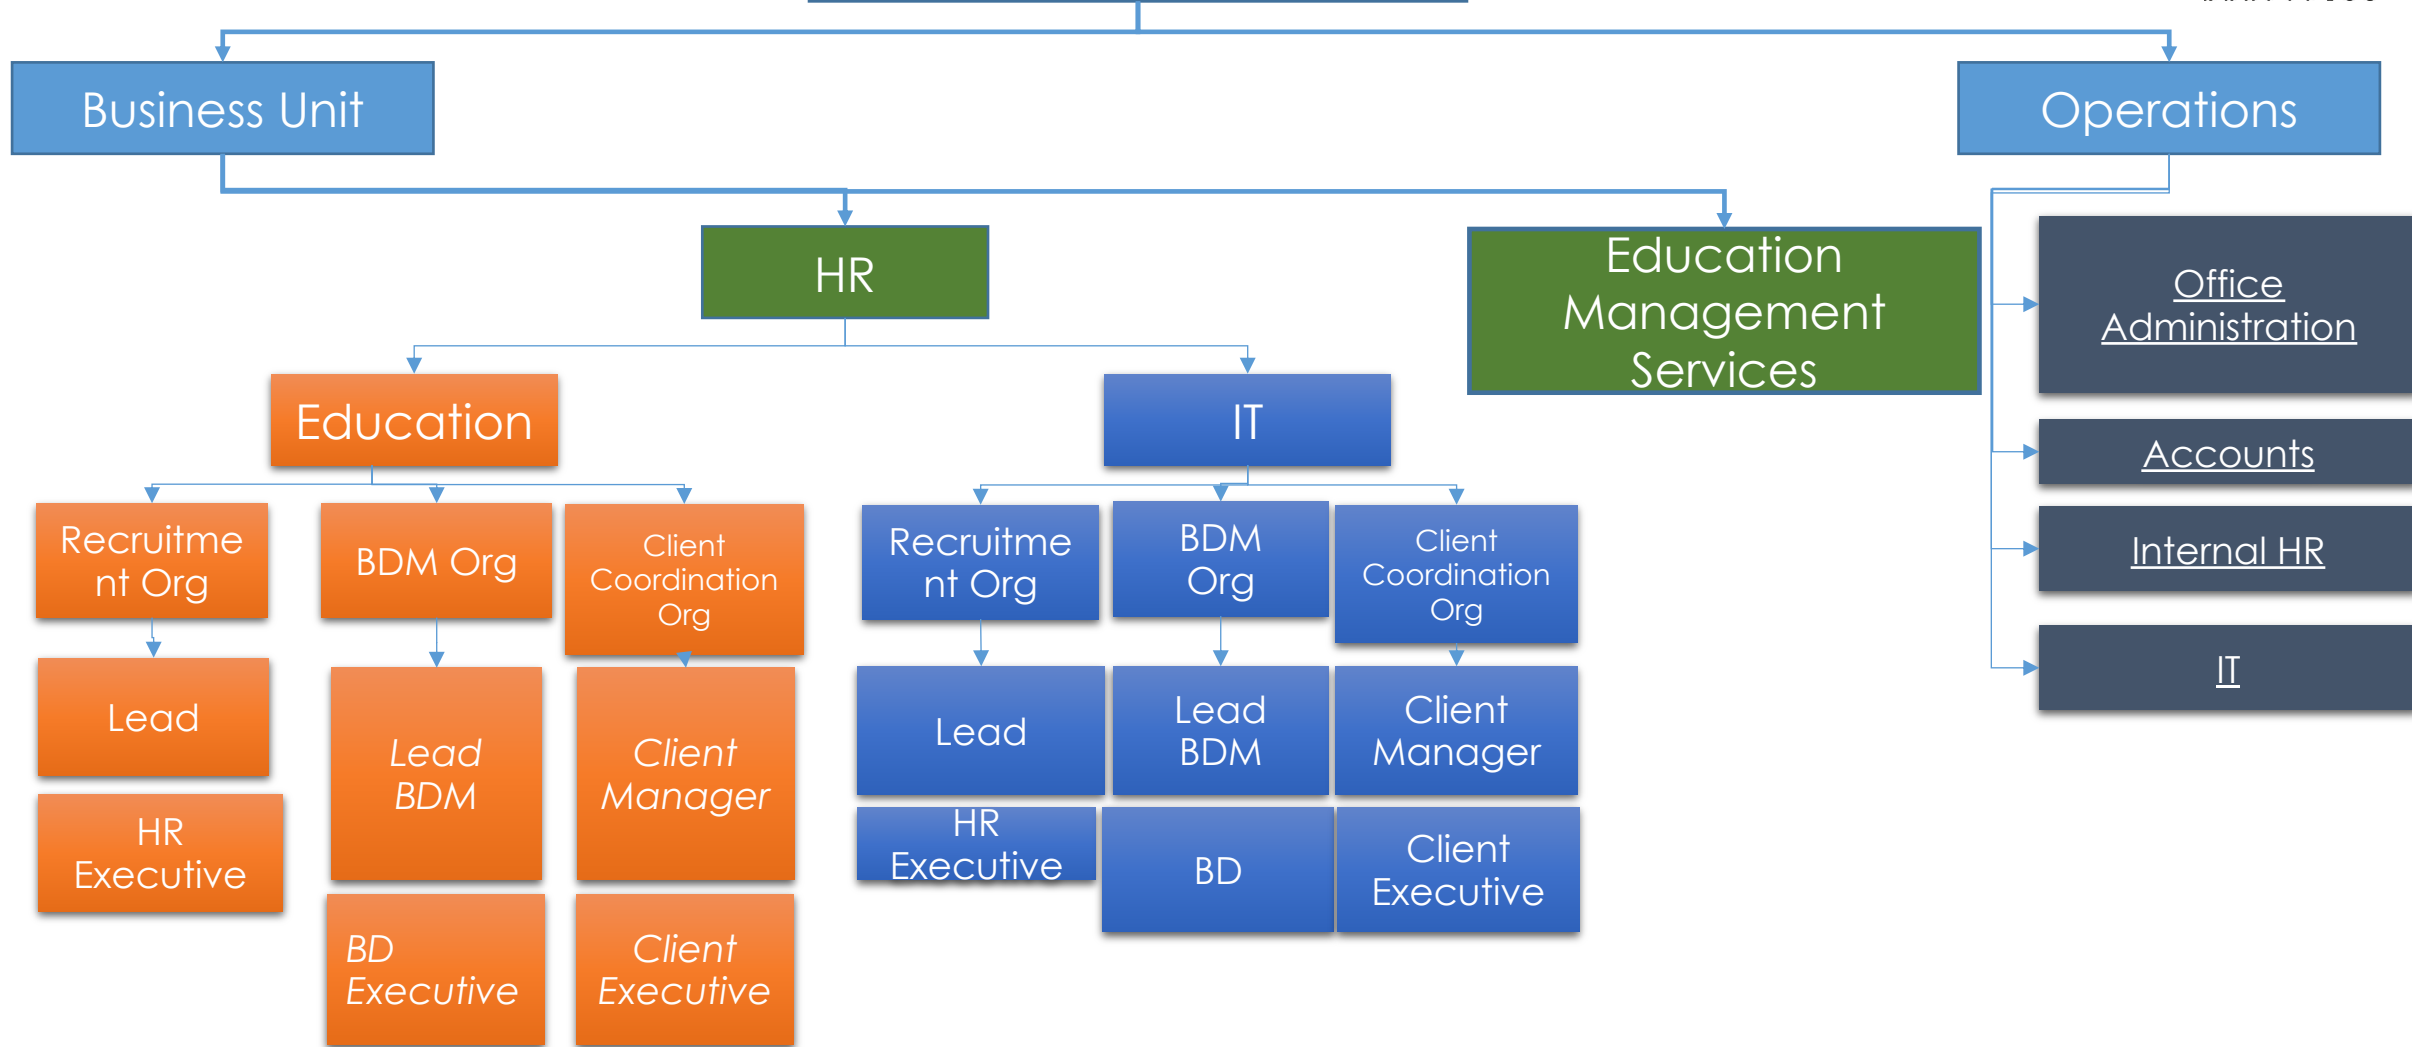 Business Unit
Operations
HR
Education
Management
Services
Office
Administration
Accounts
Internal HR
IT
Education
IT
Recruitme
nt Org
BDM Org
Client
Coordination
Org
Recruitme
nt Org
BDM
Org
Client
Coordination
Org
Lead
Lead
BDM
Client
Manager
Lead
Lead
BDM
Client
Manager
HR
Executive
BD
Executive
Client
Executive
HR
Executive
BD
Client
Executive